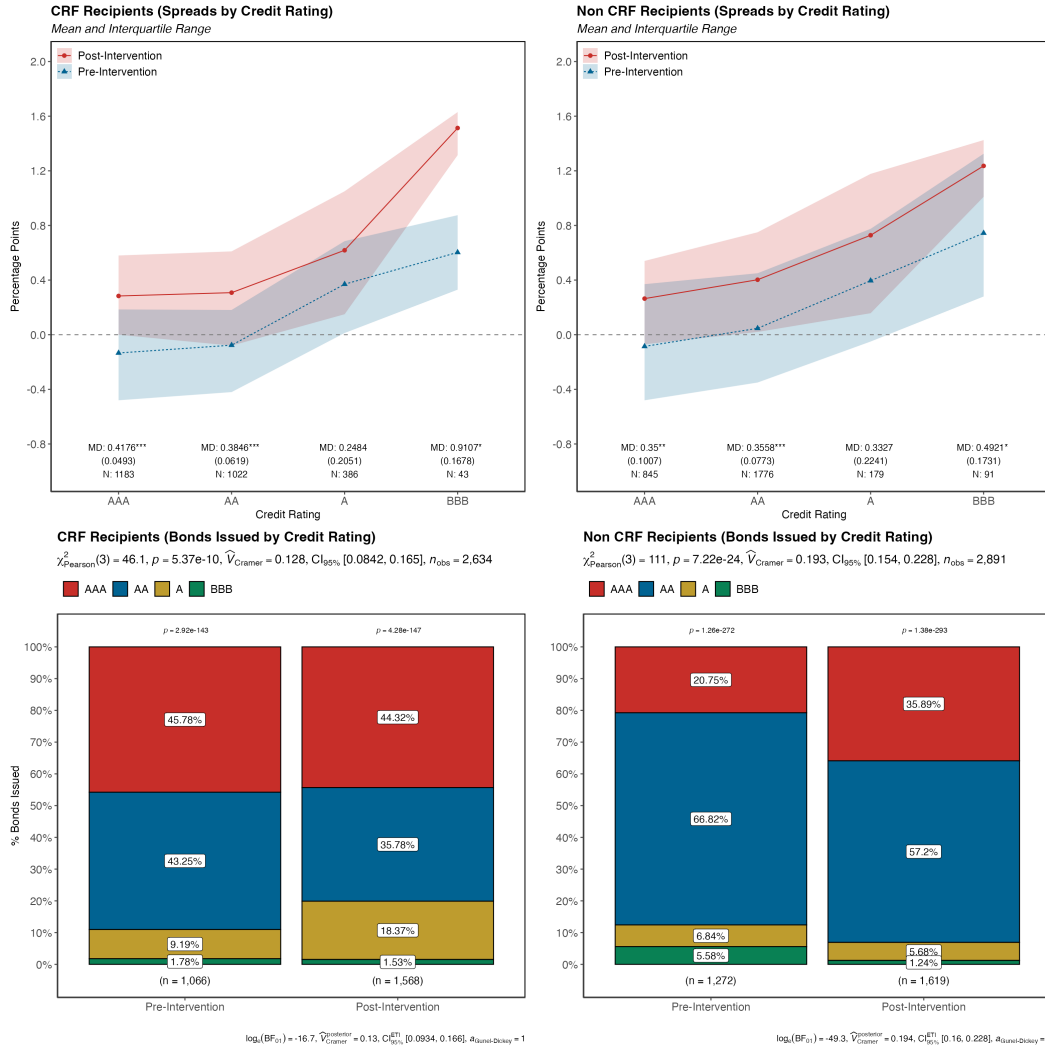 CRF Recipients (Spreads by Credit Rating)
Mean and Interquartile Range
Post-Intervention
Pre-Intervention
2.0
1.6
1.2
0.8
0.4
0.0
-0.4
-0.8
Percentage Points
MD: 0.4176*** MD: 0.3846*** MD: 0.2484 MD: 0.9107*
(0.0493) (0.0619) (0.2051) (0.1678)
N: 1183 N: 1022 N: 386 N: 43
AAA AA A BBB
Credit Rating
Non CRF Recipients (Spreads by Credit Rating)
Mean and Interquartile Range
Post-Intervention
Pre-Intervention
2.0
1.6
1.2
0.8
0.4
0.0
-0.4
-0.8
Percentage Points
MD: 0.35** MD: 0.3558*** MD: 0.3327 MD: 0.4921*
(0.1007) (0.0773) (0.2241) (0.1731)
N: 845 N: 1776 N: 179 N: 91
AAA AA A BBB
Credit Rating
CRF Recipients (Bonds Issued by Credit Rating)
χ²Pearson(3) = 46.1, p = 5.37e-10, V̂Cramer = 0.128, CI95% [0.0842, 0.165], nobs = 2,634
AAA AA A BBB
p = 2.92e-143 p = 4.28e-147
100%
90%
80%
70%
60%
50%
40%
30%
20%
10%
0%
% Bonds Issued
45.78% 44.32%
43.25% 35.78%
9.19% 18.37%
1.78% 1.53%
(n = 1,066) (n = 1,568)
Pre-Intervention Post-Intervention
loge(BF01) = -16.7, V̂posterior Cramer = 0.13, CI ETI 95% [0.0934, 0.166], aGunel-Dickey = 1
Non CRF Recipients (Bonds Issued by Credit Rating)
χ²Pearson(3) = 111, p = 7.22e-24, V̂Cramer = 0.193, CI95% [0.154, 0.228], nobs = 2,891
AAA AA A BBB
p = 1.26e-272 p = 1.38e-293
100%
90%
80%
70%
60%
50%
40%
30%
20%
10%
0%
20.75% 35.89%
66.82% 57.2%
6.84% 5.68%
5.58% 1.24%
(n = 1,272) (n = 1,619)
Pre-Intervention Post-Intervention
loge(BF01) = -49.3, V̂posterior Cramer = 0.194, CI ETI 95% [0.16, 0.228], aGunel-Dickey =